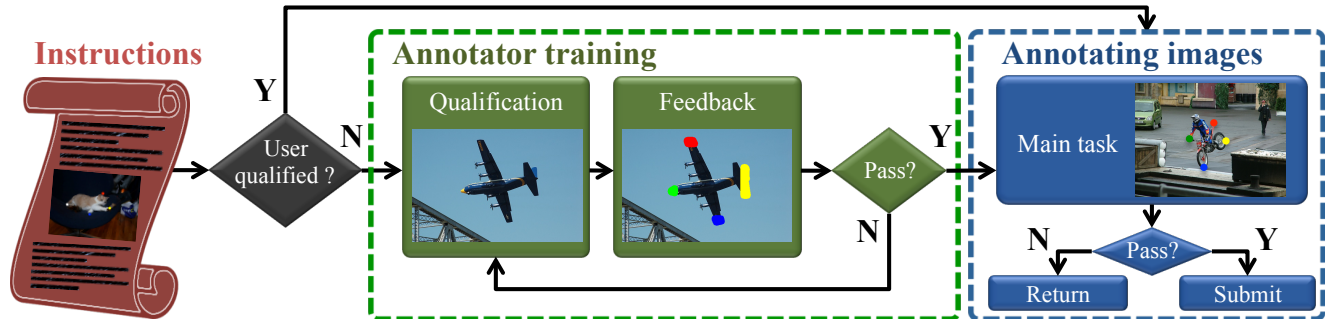 Instructions
Y
User
qualified ?
N
Annotator training
Qualification
Feedback
Pass?
Y
N
Annotating images
Main task
Pass?
N
Y
Return
Submit